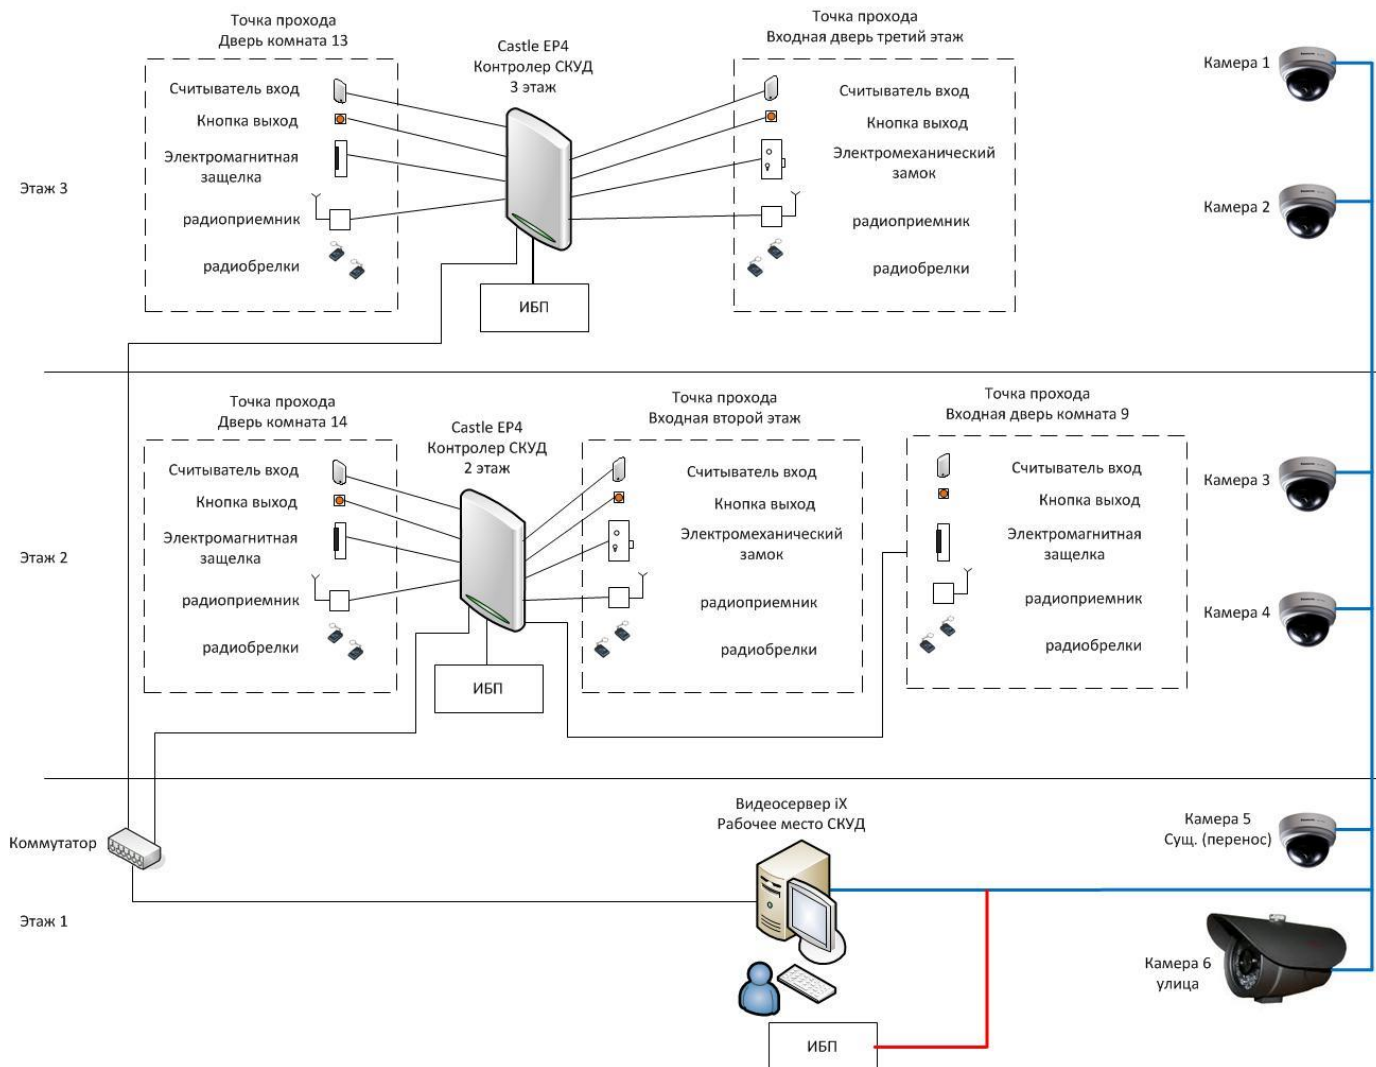 Точка прохода
Дверь комната 13
Castle EP4
Контролер СКУД
3 этаж
Точка прохода
Входная дверь третий этаж
Считыватель вход
Кнопка выход
Электромагнитная
защелка
радиоприемник
радиобрелки
Считыватель вход
Кнопка выход
Электромеханический
замок
радиоприемник
радиобрелки
ИБП
Камера 1
Камера 2
Этаж 3
Точка прохода
Дверь комната 14
Castle EP4
Контролер СКУД
2 этаж
Точка прохода
Входная второй этаж
Точка прохода
Входная дверь комната 9
Считыватель вход
Кнопка выход
Электромагнитная
защелка
радиоприемник
радиобрелки
Считыватель вход
Кнопка выход
Электромеханический
замок
радиоприемник
радиобрелки
Считыватель вход
Кнопка выход
Электромагнитная
защелка
радиоприемник
радиобрелки
ИБП
Камера 3
Камера 4
Этаж 2
Коммутатор
Видеосервер iX
Рабочее место СКУД
Камера 5
Сущ. (перенос)
Этаж 1
Камера 6
улица
ИБП